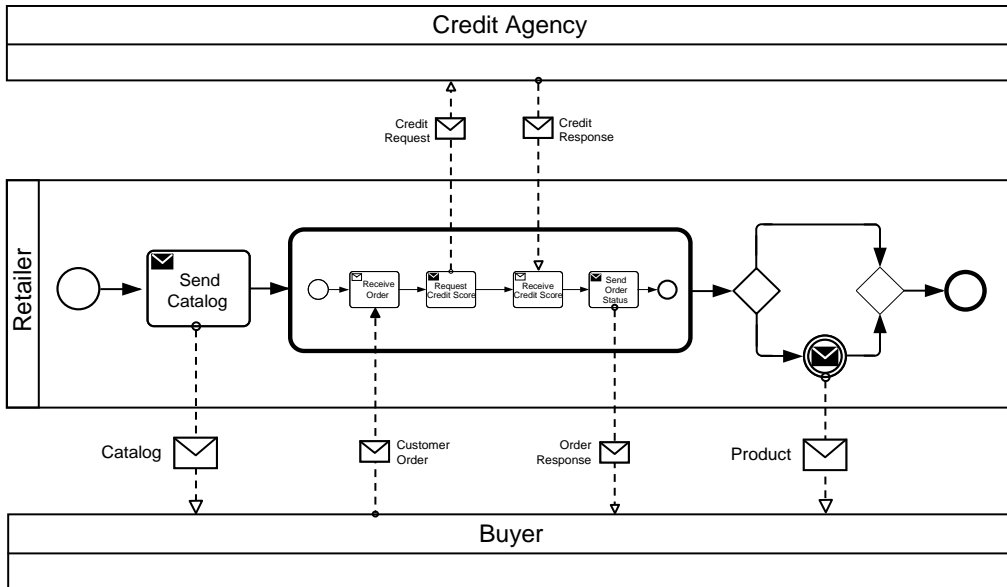 Credit Agency
Credit
Request
Credit
Response
Retailer
Send
Catalog
Receive
Order
Request
Credit Score
Receive
Credit Score
Send
Order
Status
Catalog
Customer
Order
Order
Response
Product
Buyer